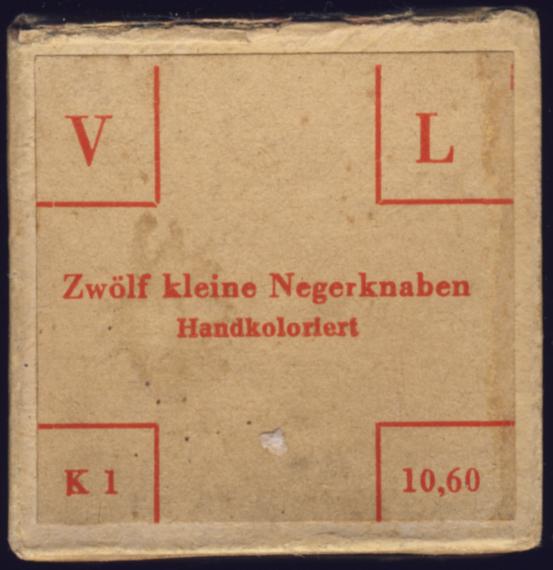 V
L
Zwölf kleine Negerknaben
Handkoloriert
K 1
10,60